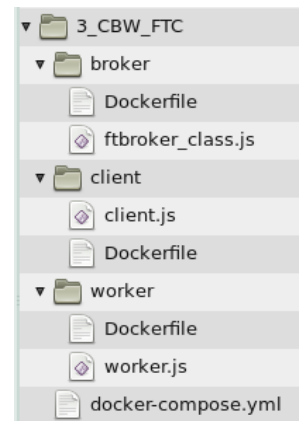 3_CBW_FTC
broker
Dockerfile
ftbroker_class.js
client
client.js
Dockerfile
worker
Dockerfile
worker.js
docker-compose.yml